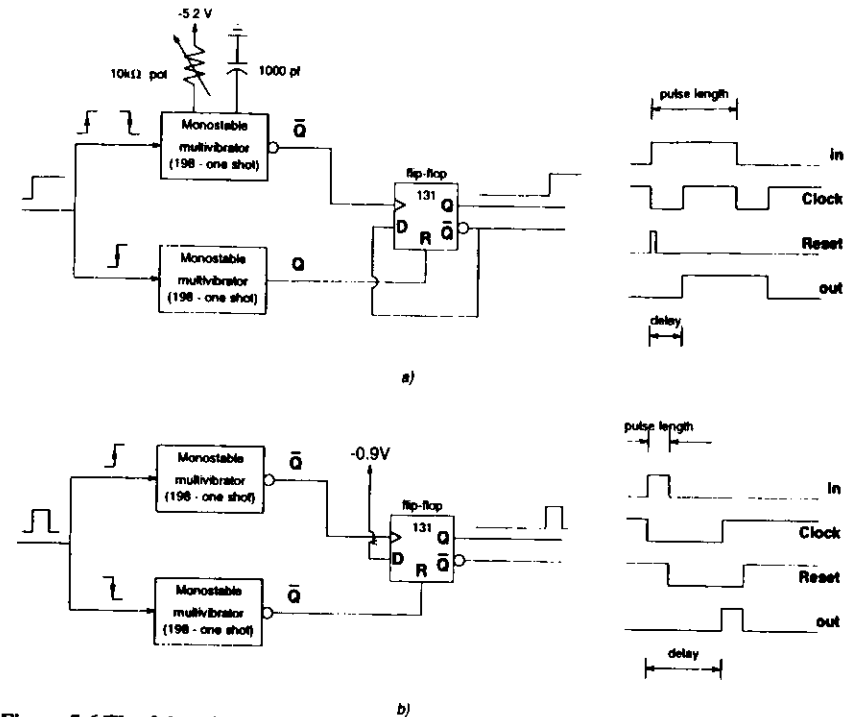 -5.2 V
10kΩ pot
1000 pf
Monostable
multivibrator
(198 - one shot)
Q̅
flip-flop
131
Q
D
Q̅
R
Monostable
multivibrator
(198 - one shot)
Q
pulse length
in
Clock
Reset
out
delay
a)
Monostable
multivibrator
(198 - one shot)
Q̅
-0.9V
flip-flop
131
Q
D
Q̅
R
Monostable
multivibrator
(198 - one shot)
Q̅
pulse length
in
Clock
Reset
out
delay
b)